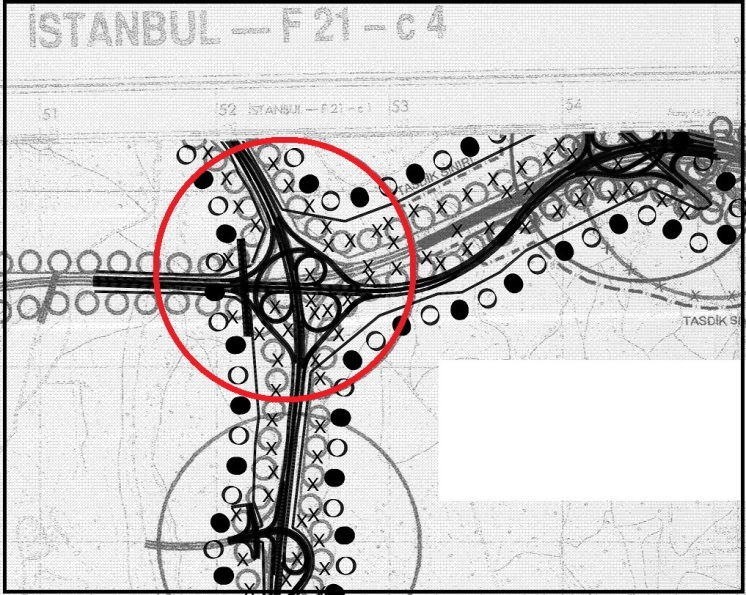 İSTANBUL — F 21 – c 4
51 52 İSTANBUL — F 21 – c 1 53 54
TASDİK SINIRI
TASDİK SI